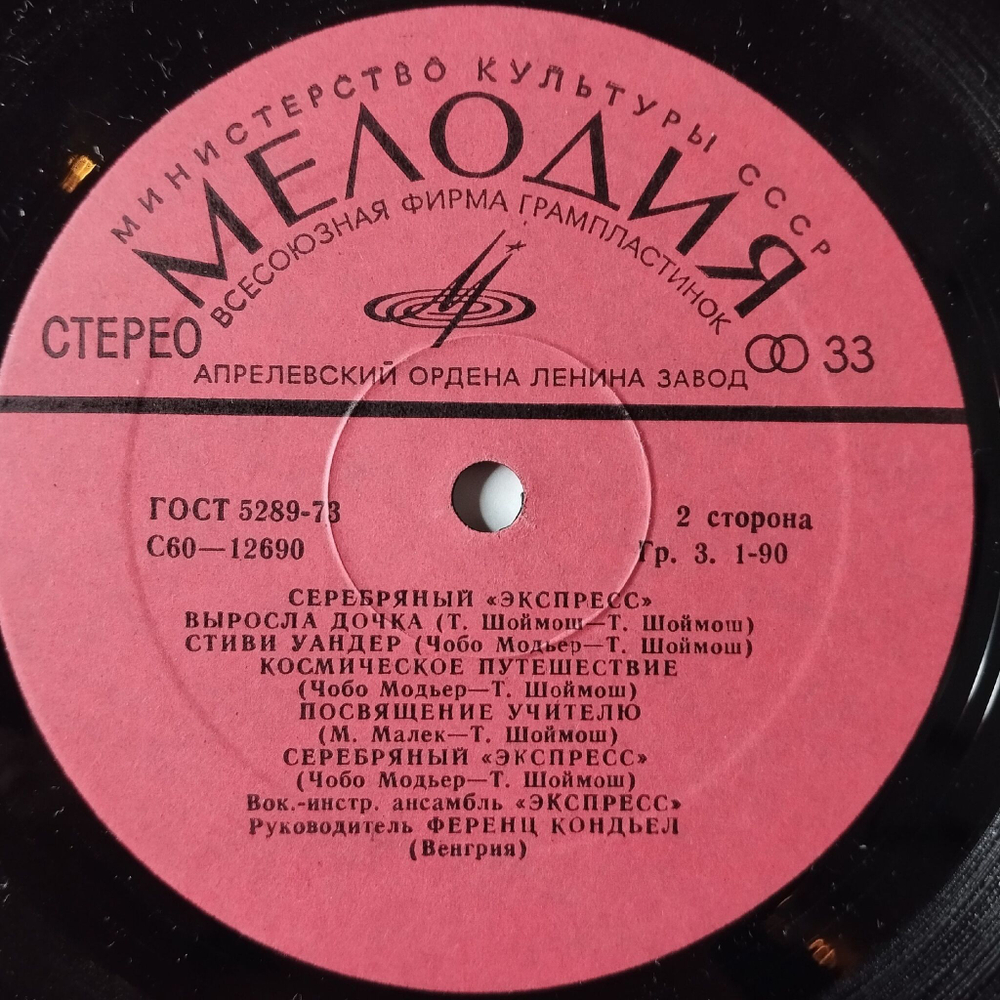 МИНИСТЕРСТВО КУЛЬТУРЫ СССР
МЕЛОДИЯ
ВСЕСОЮЗНАЯ ФИРМА ГРАМПЛАСТИНОК
СТЕРЕО
33
АПРЕЛЕВСКИЙ ОРДЕНА ЛЕНИНА ЗАВОД
ГОСТ 5289-73
2 сторона
С60—12690
Гр. 3. 1-90
СЕРЕБРЯНЫЙ «ЭКСПРЕСС»
ВЫРОСЛА ДОЧКА (Т. Шоймош—Т. Шоймош)
СТИВИ УАНДЕР (Чобо Модьер—Т. Шоймош)
КОСМИЧЕСКОЕ ПУТЕШЕСТВИЕ
(Чобо Модьер—Т. Шоймош)
ПОСВЯЩЕНИЕ УЧИТЕЛЮ
(М. Малек—Т. Шоймош)
СЕРЕБРЯНЫЙ «ЭКСПРЕСС»
(Чобо Модьер—Т. Шоймош)
Вок.-инстр. ансамбль «ЭКСПРЕСС»
Руководитель ФЕРЕНЦ КОНДЬЕЛ
(Венгрия)